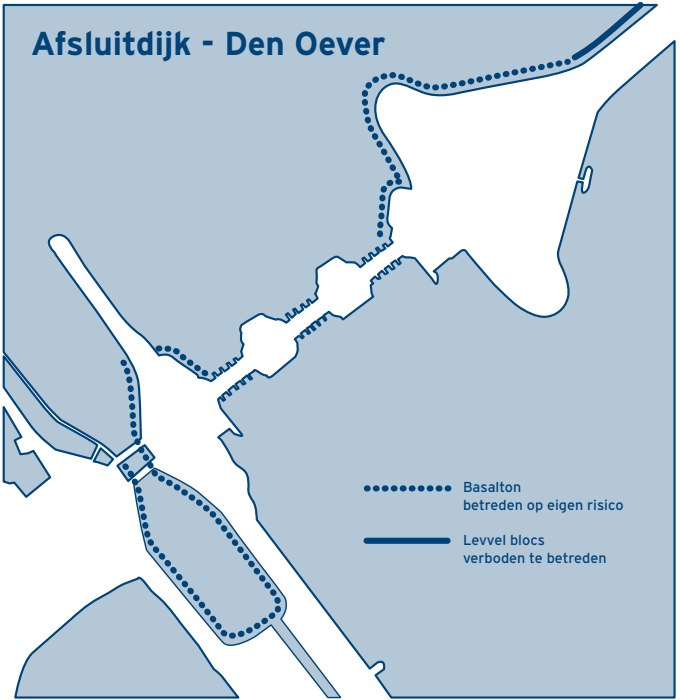 Afsluitdijk - Den Oever
Basalton
betreden op eigen risico
Levvel blocs
verboden te betreden